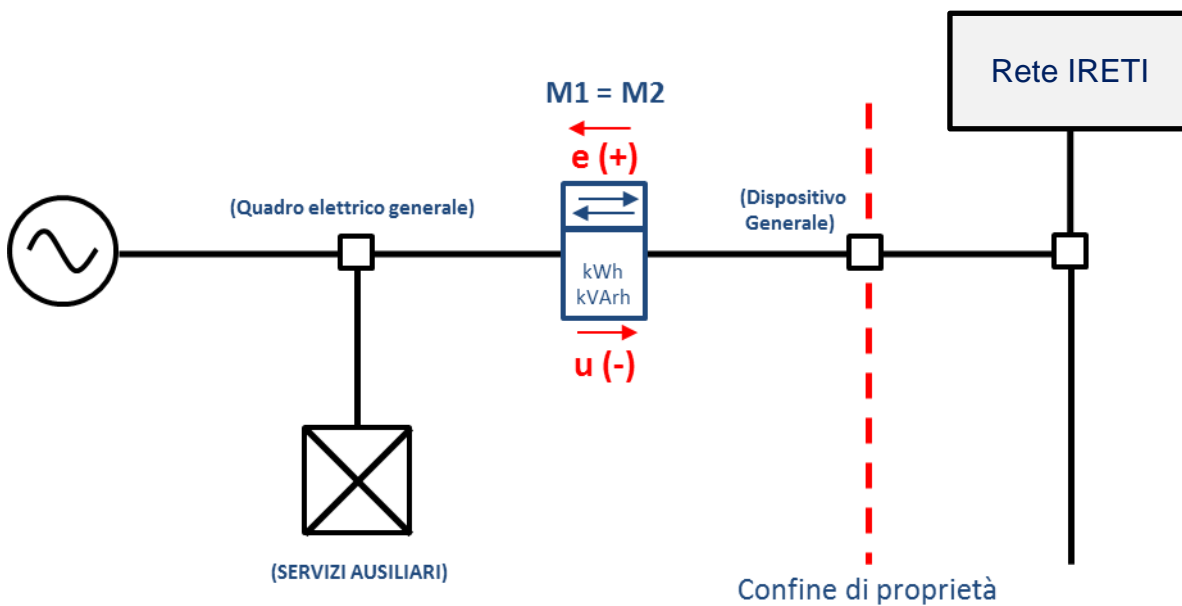 Rete IRETI
M1 = M2
e (+)
(Quadro elettrico generale)
(Dispositivo
Generale)
kWh
kVArh
u (-)
(SERVIZI AUSILIARI)
Confine di proprietà